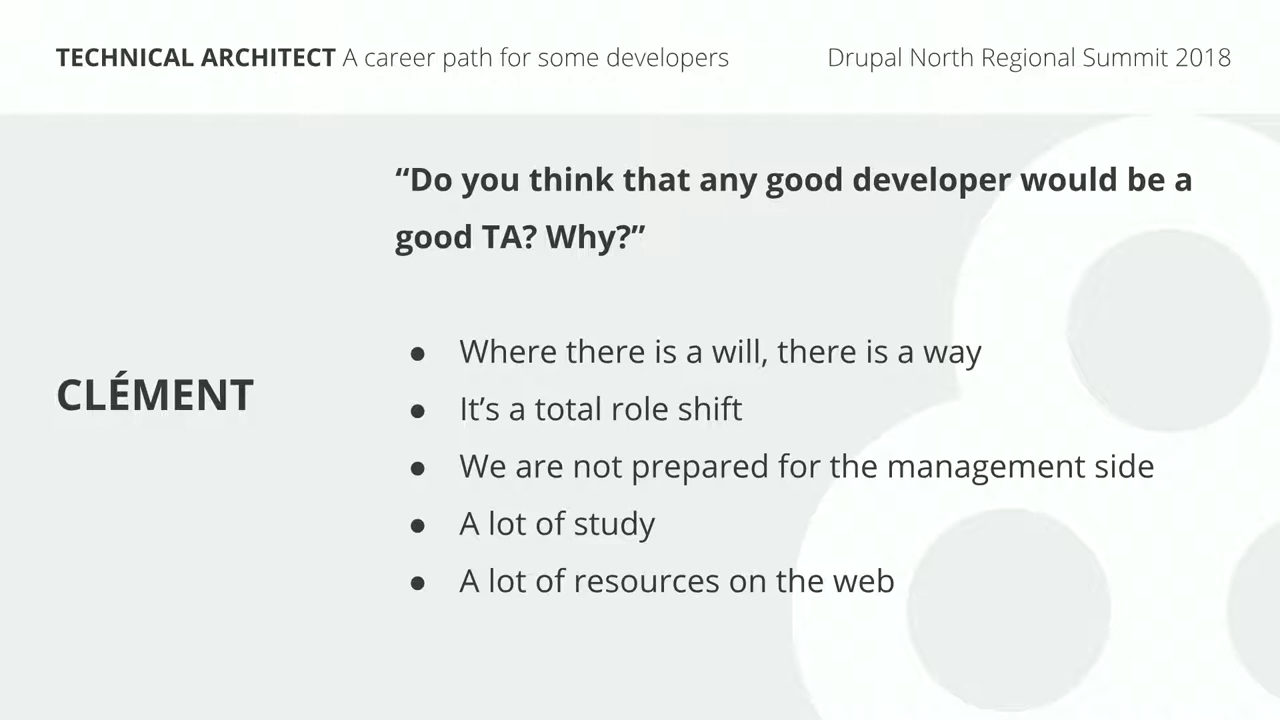 TECHNICAL ARCHITECT A career path for some developers
Drupal North Regional Summit 2018
“Do you think that any good developer would be a
good TA? Why?”
CLÉMENT
● Where there is a will, there is a way
● It’s a total role shift
● We are not prepared for the management side
● A lot of study
● A lot of resources on the web